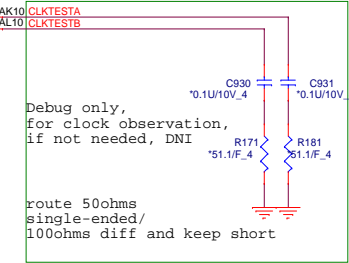 AK10 CLKTESTA
AL10 CLKTESTB
C930 C931
*0.1U/10V_4 *0.1U/10V_
Debug only,
for clock observation,
if not needed, DNI
R171 R181
*51.1/F_4 *51.1/F_4
route 50ohms
single-ended/
100ohms diff and keep short